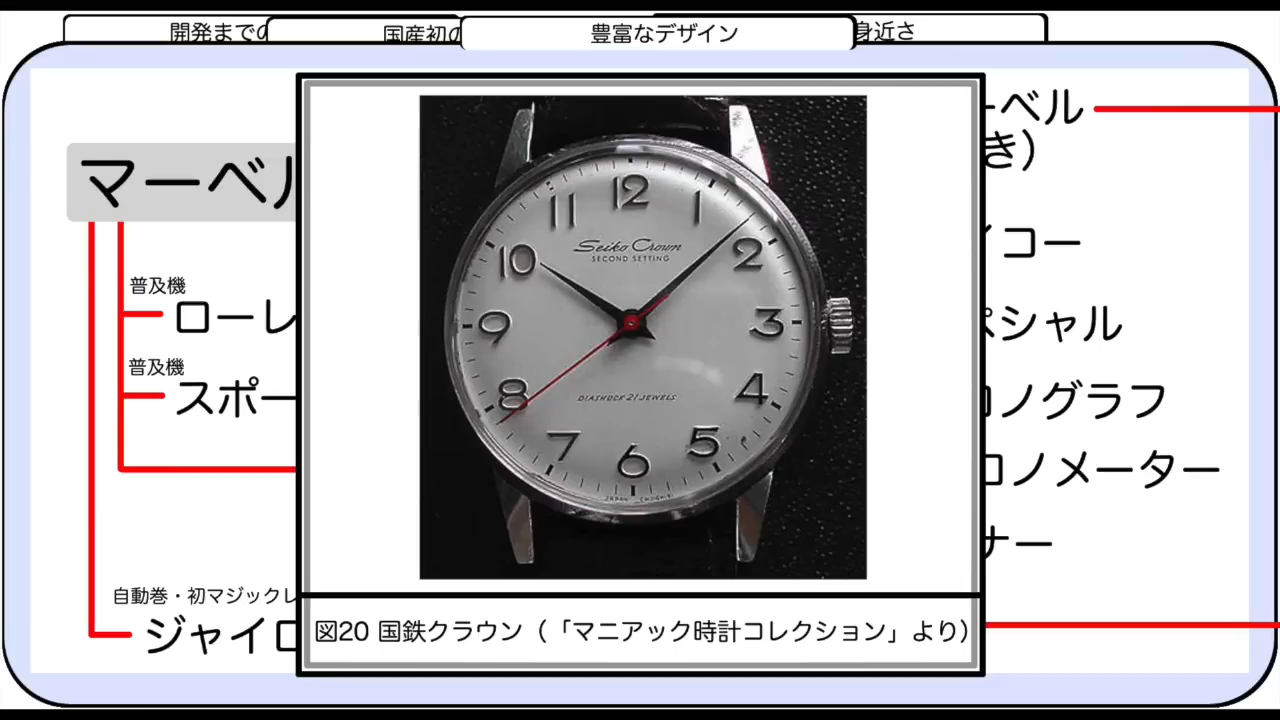 開発までの
国産初の
豊富なデザイン
身近さ
マーベル
普及機
ローレ
普及機
スポー
自動巻・初マジックレ
ジャイロ
12
1
2
3
4
5
6
7
8
9
10
11
Seiko Crown
SECOND SETTING
DIASHOCK 21 JEWELS
JAPAN
図20 国鉄クラウン（「マニアック時計コレクション」より）
ーベル
き）
イコー
ペシャル
ロノグラフ
ロノメーター
ナー